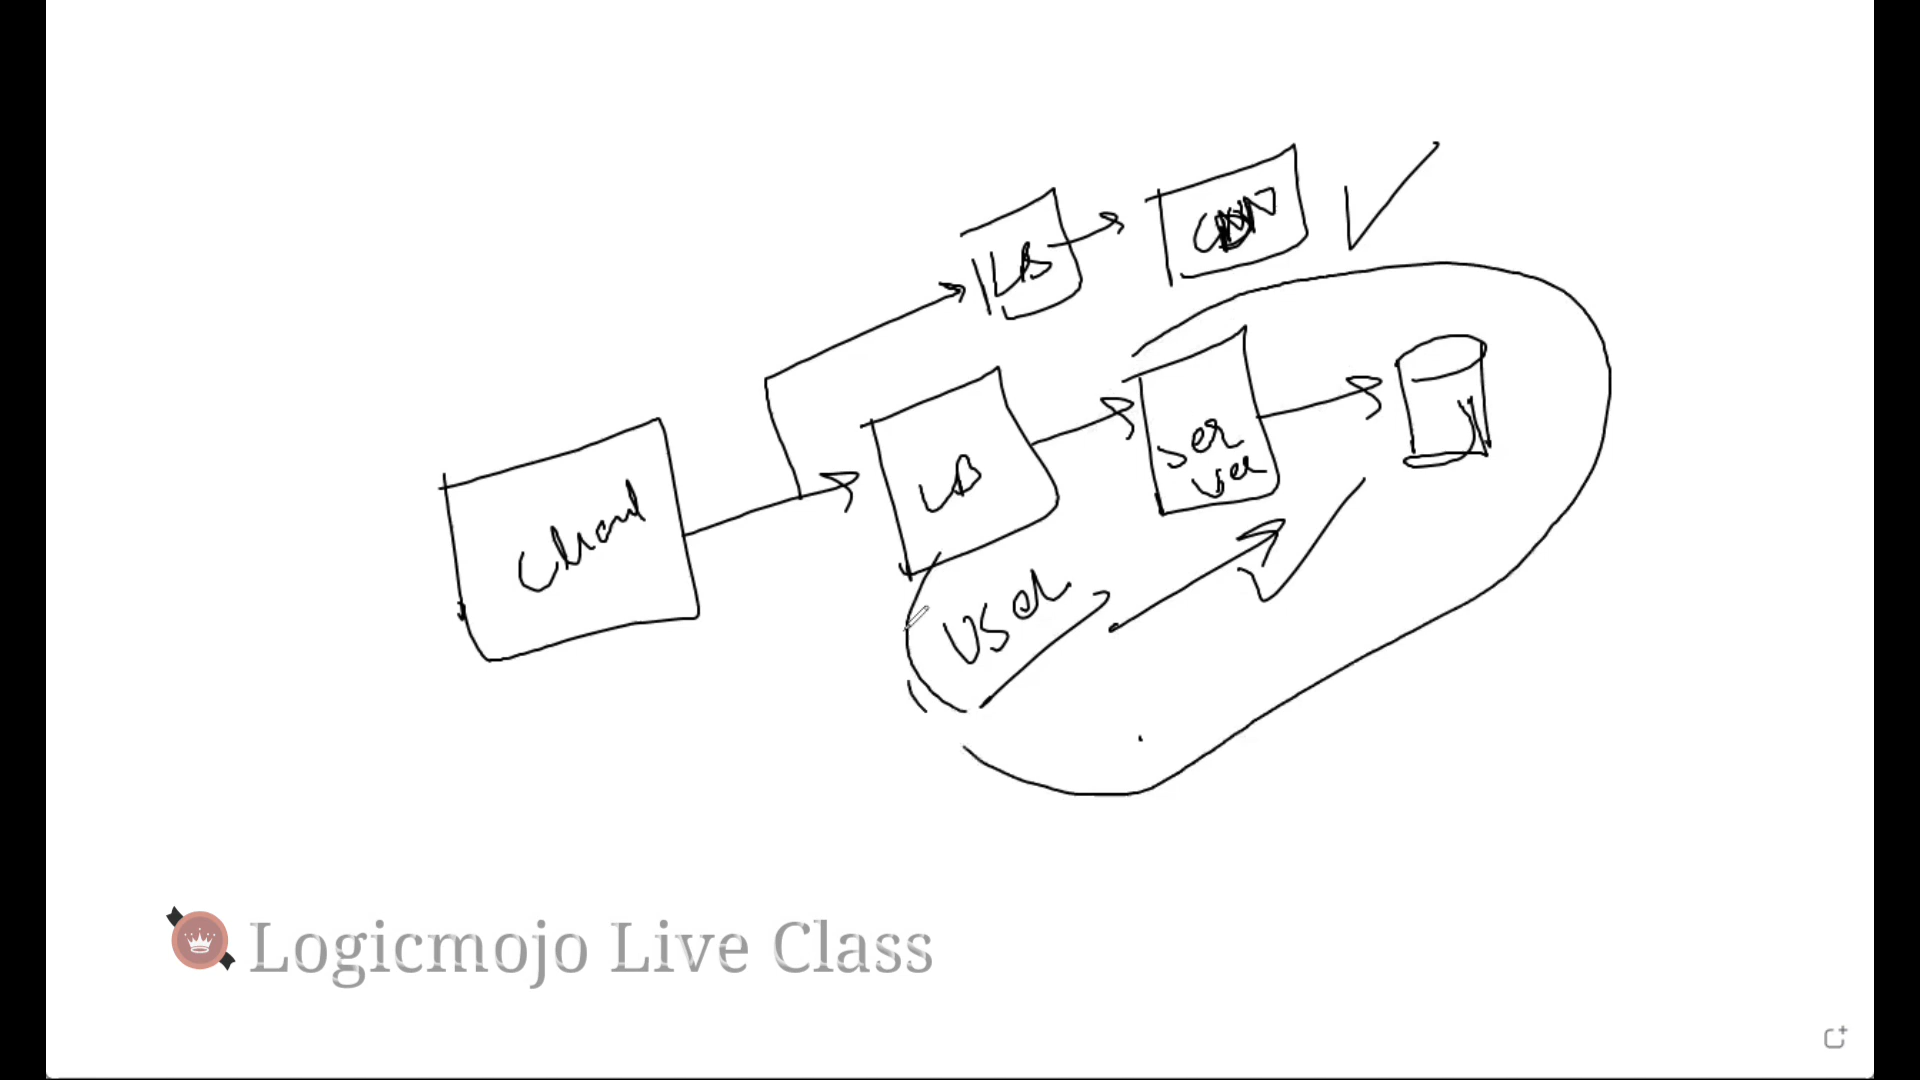 LB
CDN
Client
LB
Ser
ver
User
Logicmojo Live Class